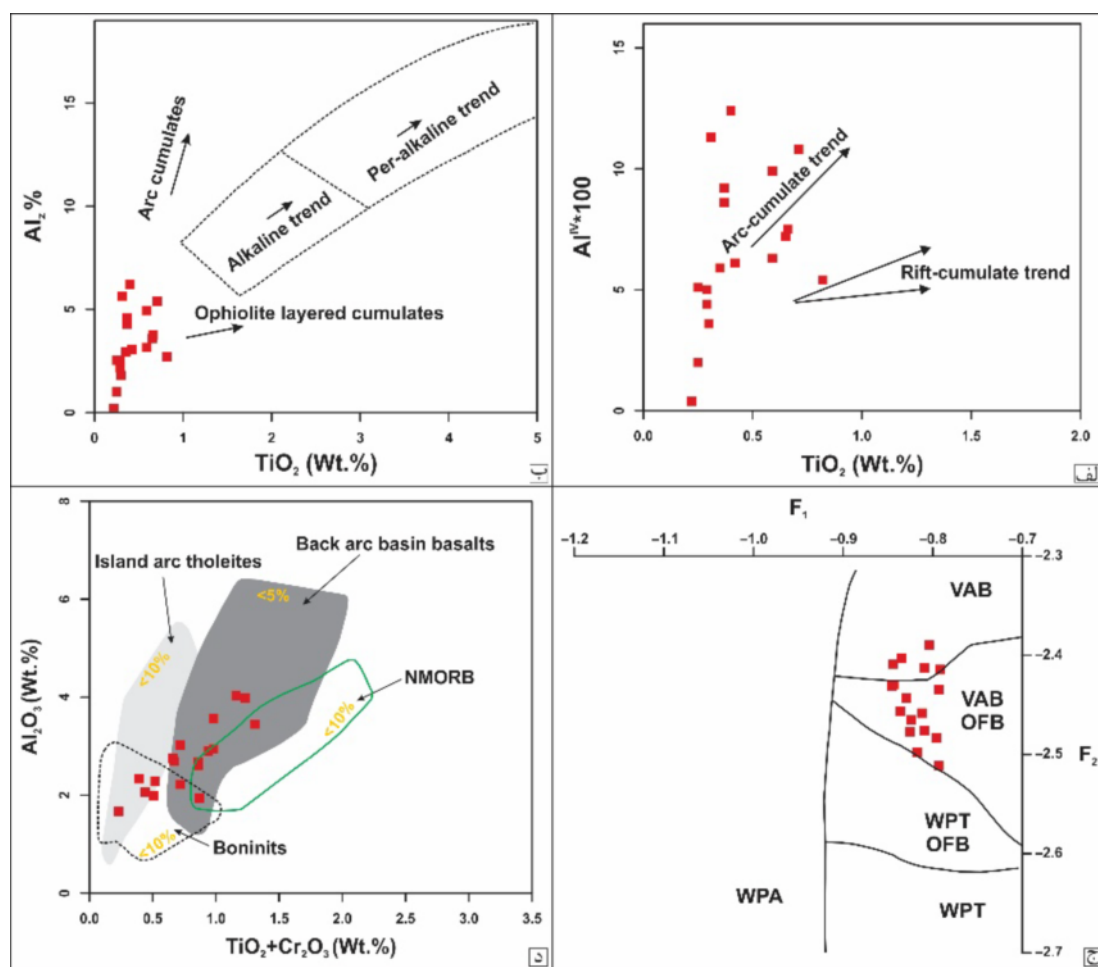 Al_z %
15
10
5
0
Arc cumulates
Alkaline trend
Per-alkaline trend
Ophiolite layered cumulates
0 1 2 3 4 5
TiO₂ (Wt.%)
ب
Al^IV*100
15
10
5
0
Arc-cumulate trend
Rift-cumulate trend
0.0 0.5 1.0 1.5 2.0
TiO₂ (Wt.%)
الف
Al₂O₃ (Wt.%)
8
6
4
2
0
Island arc tholeites
Back arc basin basalts
<5%
<10%
NMORB
<10%
<10%
Boninits
0.0 0.5 1.0 1.5 2.0 2.5 3.0 3.5
TiO₂+Cr₂O₃ (Wt.%)
د
F₁
−1.2 −1.1 −1.0 −0.9 −0.8 −0.7
−2.3
VAB
−2.4
VAB
OFB
−2.5
F₂
WPT
OFB
−2.6
WPA
WPT
−2.7
ج